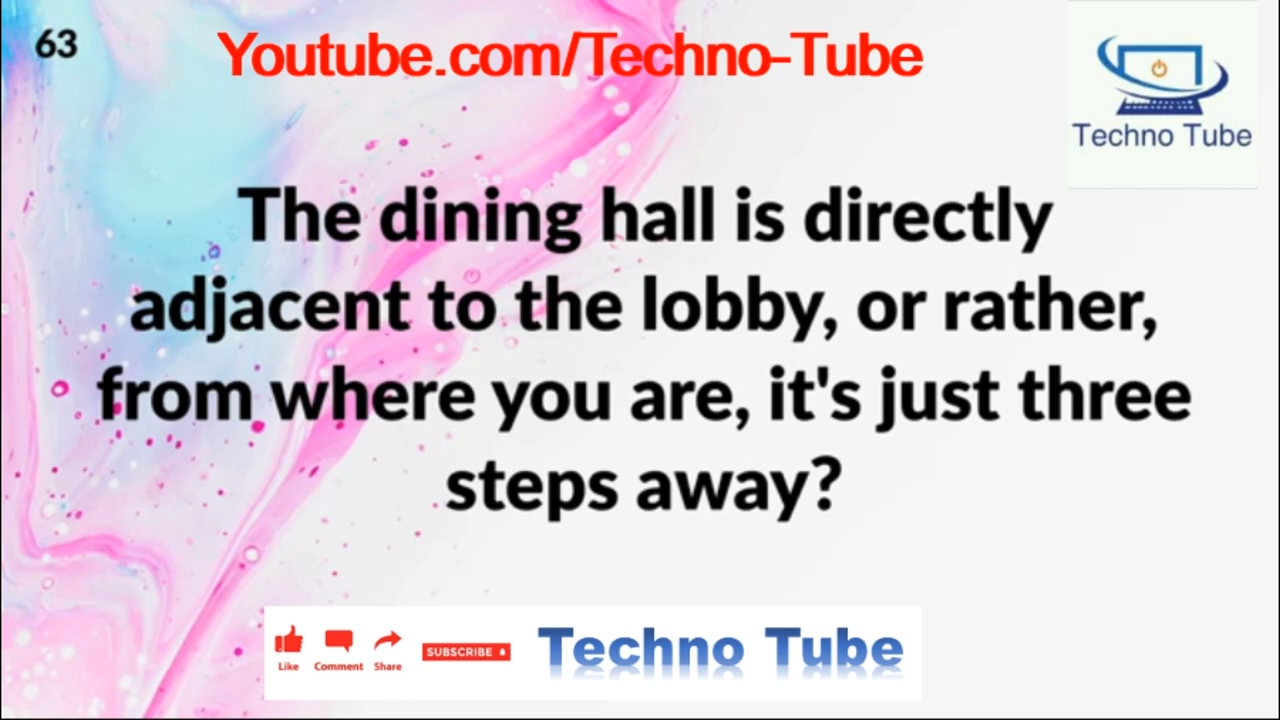 63
Youtube.com/Techno-Tube
Techno Tube
The dining hall is directly
adjacent to the lobby, or rather,
from where you are, it's just three
steps away?
Like Comment Share
SUBSCRIBE
Techno Tube